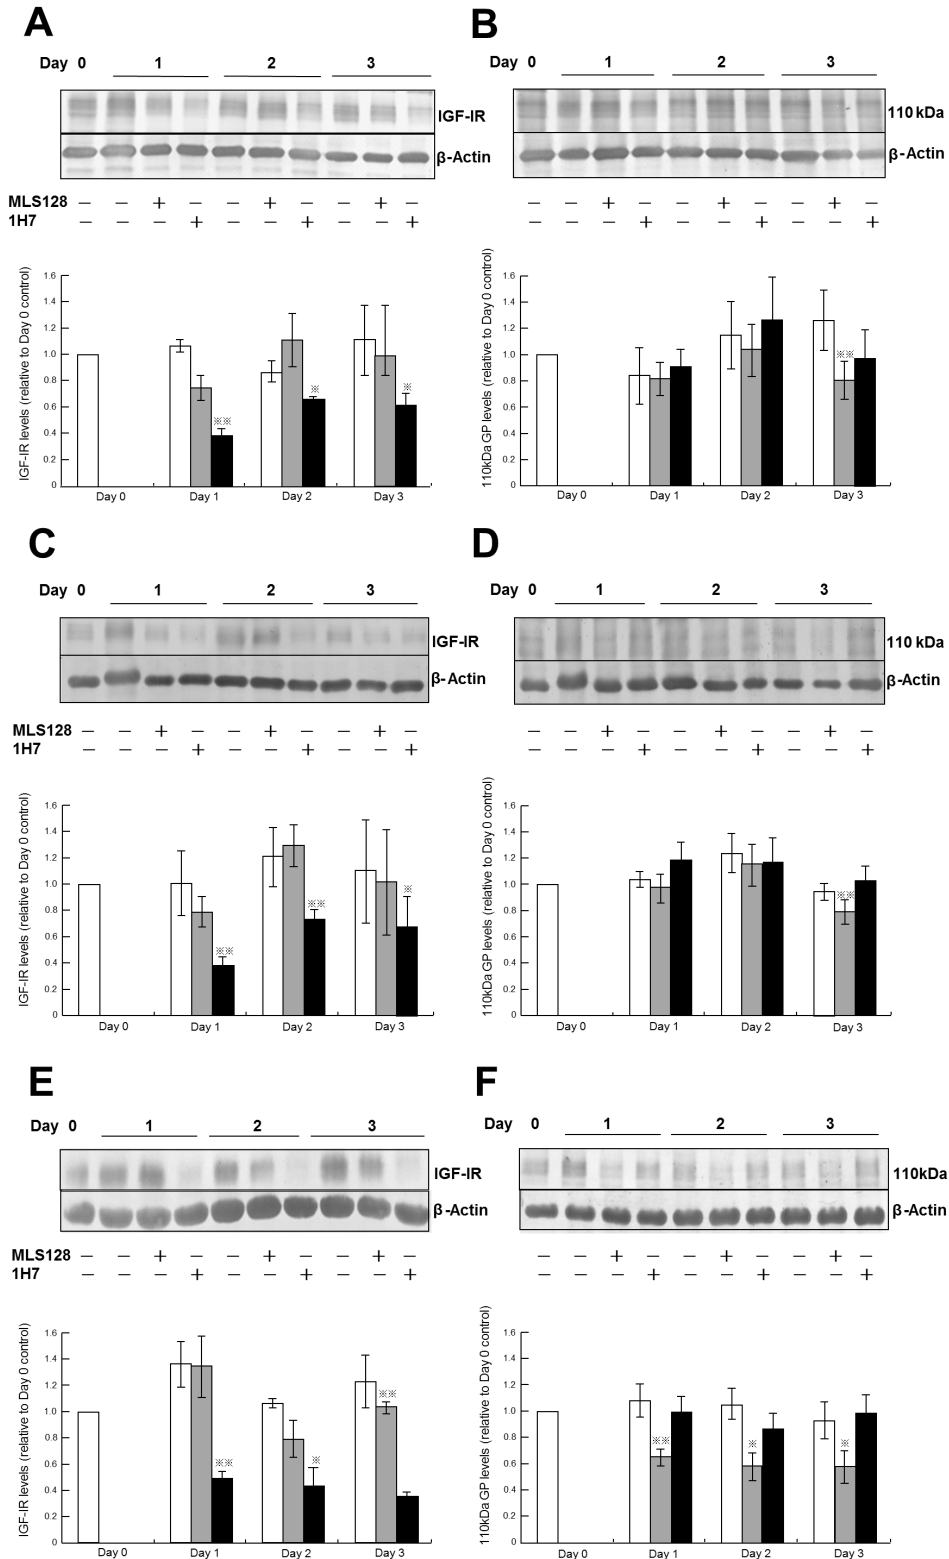 A
Day 0 1 2 3
IGF-IR
β-Actin
MLS128 − − + − − + − − + −
1H7 − − − + − − + − − +
IGF-IR levels (relative to Day 0 control)
1.6
1.4
1.2
1.0
0.8
0.6
0.4
0.2
0
※※
※
※
Day 0 Day 1 Day 2 Day 3
B
Day 0 1 2 3
110 kDa
β-Actin
− − + − − + − − + −
− − − + − − + − − +
110kDa GP levels (relative to Day 0 control)
1.6
1.4
1.2
1.0
0.8
0.6
0.4
0.2
0
※※
Day 0 Day 1 Day 2 Day 3
C
Day 0 1 2 3
IGF-IR
β-Actin
MLS128 − − + − − + − − + −
1H7 − − − + − − + − − +
IGF-IR levels (relative to Day 0 control)
1.6
1.4
1.2
1.0
0.8
0.6
0.4
0.2
0
※※
※※
※
Day 0 Day 1 Day 2 Day 3
D
Day 0 1 2 3
110 kDa
β-Actin
− − + − − + − − + −
− − − + − − + − − +
110kDa GP levels (relative to Day 0 control)
1.6
1.4
1.2
1.0
0.8
0.6
0.4
0.2
0
※※
Day 0 Day 1 Day 2 Day 3
E
Day 0 1 2 3
IGF-IR
β-Actin
MLS128 − − + − − + − − + −
1H7 − − − + − − + − − +
IGF-IR levels (relative to Day 0 control)
1.6
1.4
1.2
1.0
0.8
0.6
0.4
0.2
0
※※
※
※※
Day 0 Day 1 Day 2 Day 3
F
Day 0 1 2 3
110kDa
β-Actin
− − + − − + − − + −
− − − + − − + − − +
110kDa GP levels (relative to Day 0 control)
1.6
1.4
1.2
1.0
0.8
0.6
0.4
0.2
0
※※
※
※
Day 0 Day 1 Day 2 Day 3